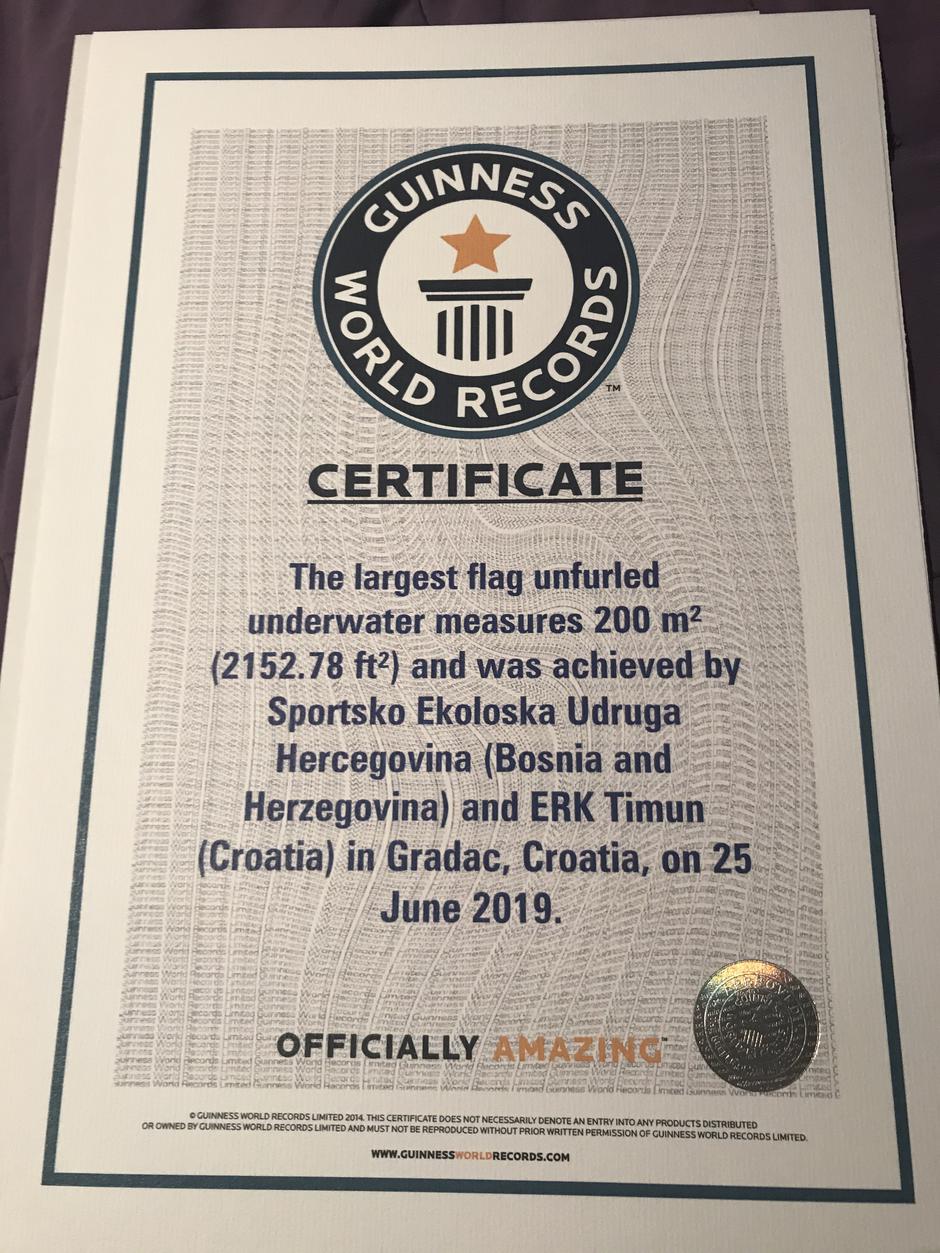 GUINNESS
WORLD RECORDS
™
CERTIFICATE
The largest flag unfurled
underwater measures 200 m²
(2152.78 ft²) and was achieved by
Sportsko Ekoloska Udruga
Hercegovina (Bosnia and
Herzegovina) and ERK Timun
(Croatia) in Gradac, Croatia, on 25
June 2019.
OFFICIALLY AMAZING™
© GUINNESS WORLD RECORDS LIMITED 2014. THIS CERTIFICATE DOES NOT NECESSARILY DENOTE AN ENTRY INTO ANY PRODUCTS DISTRIBUTED
OR OWNED BY GUINNESS WORLD RECORDS LIMITED AND MUST NOT BE REPRODUCED WITHOUT PRIOR WRITTEN PERMISSION OF GUINNESS WORLD RECORDS LIMITED.
WWW.GUINNESSWORLDRECORDS.COM